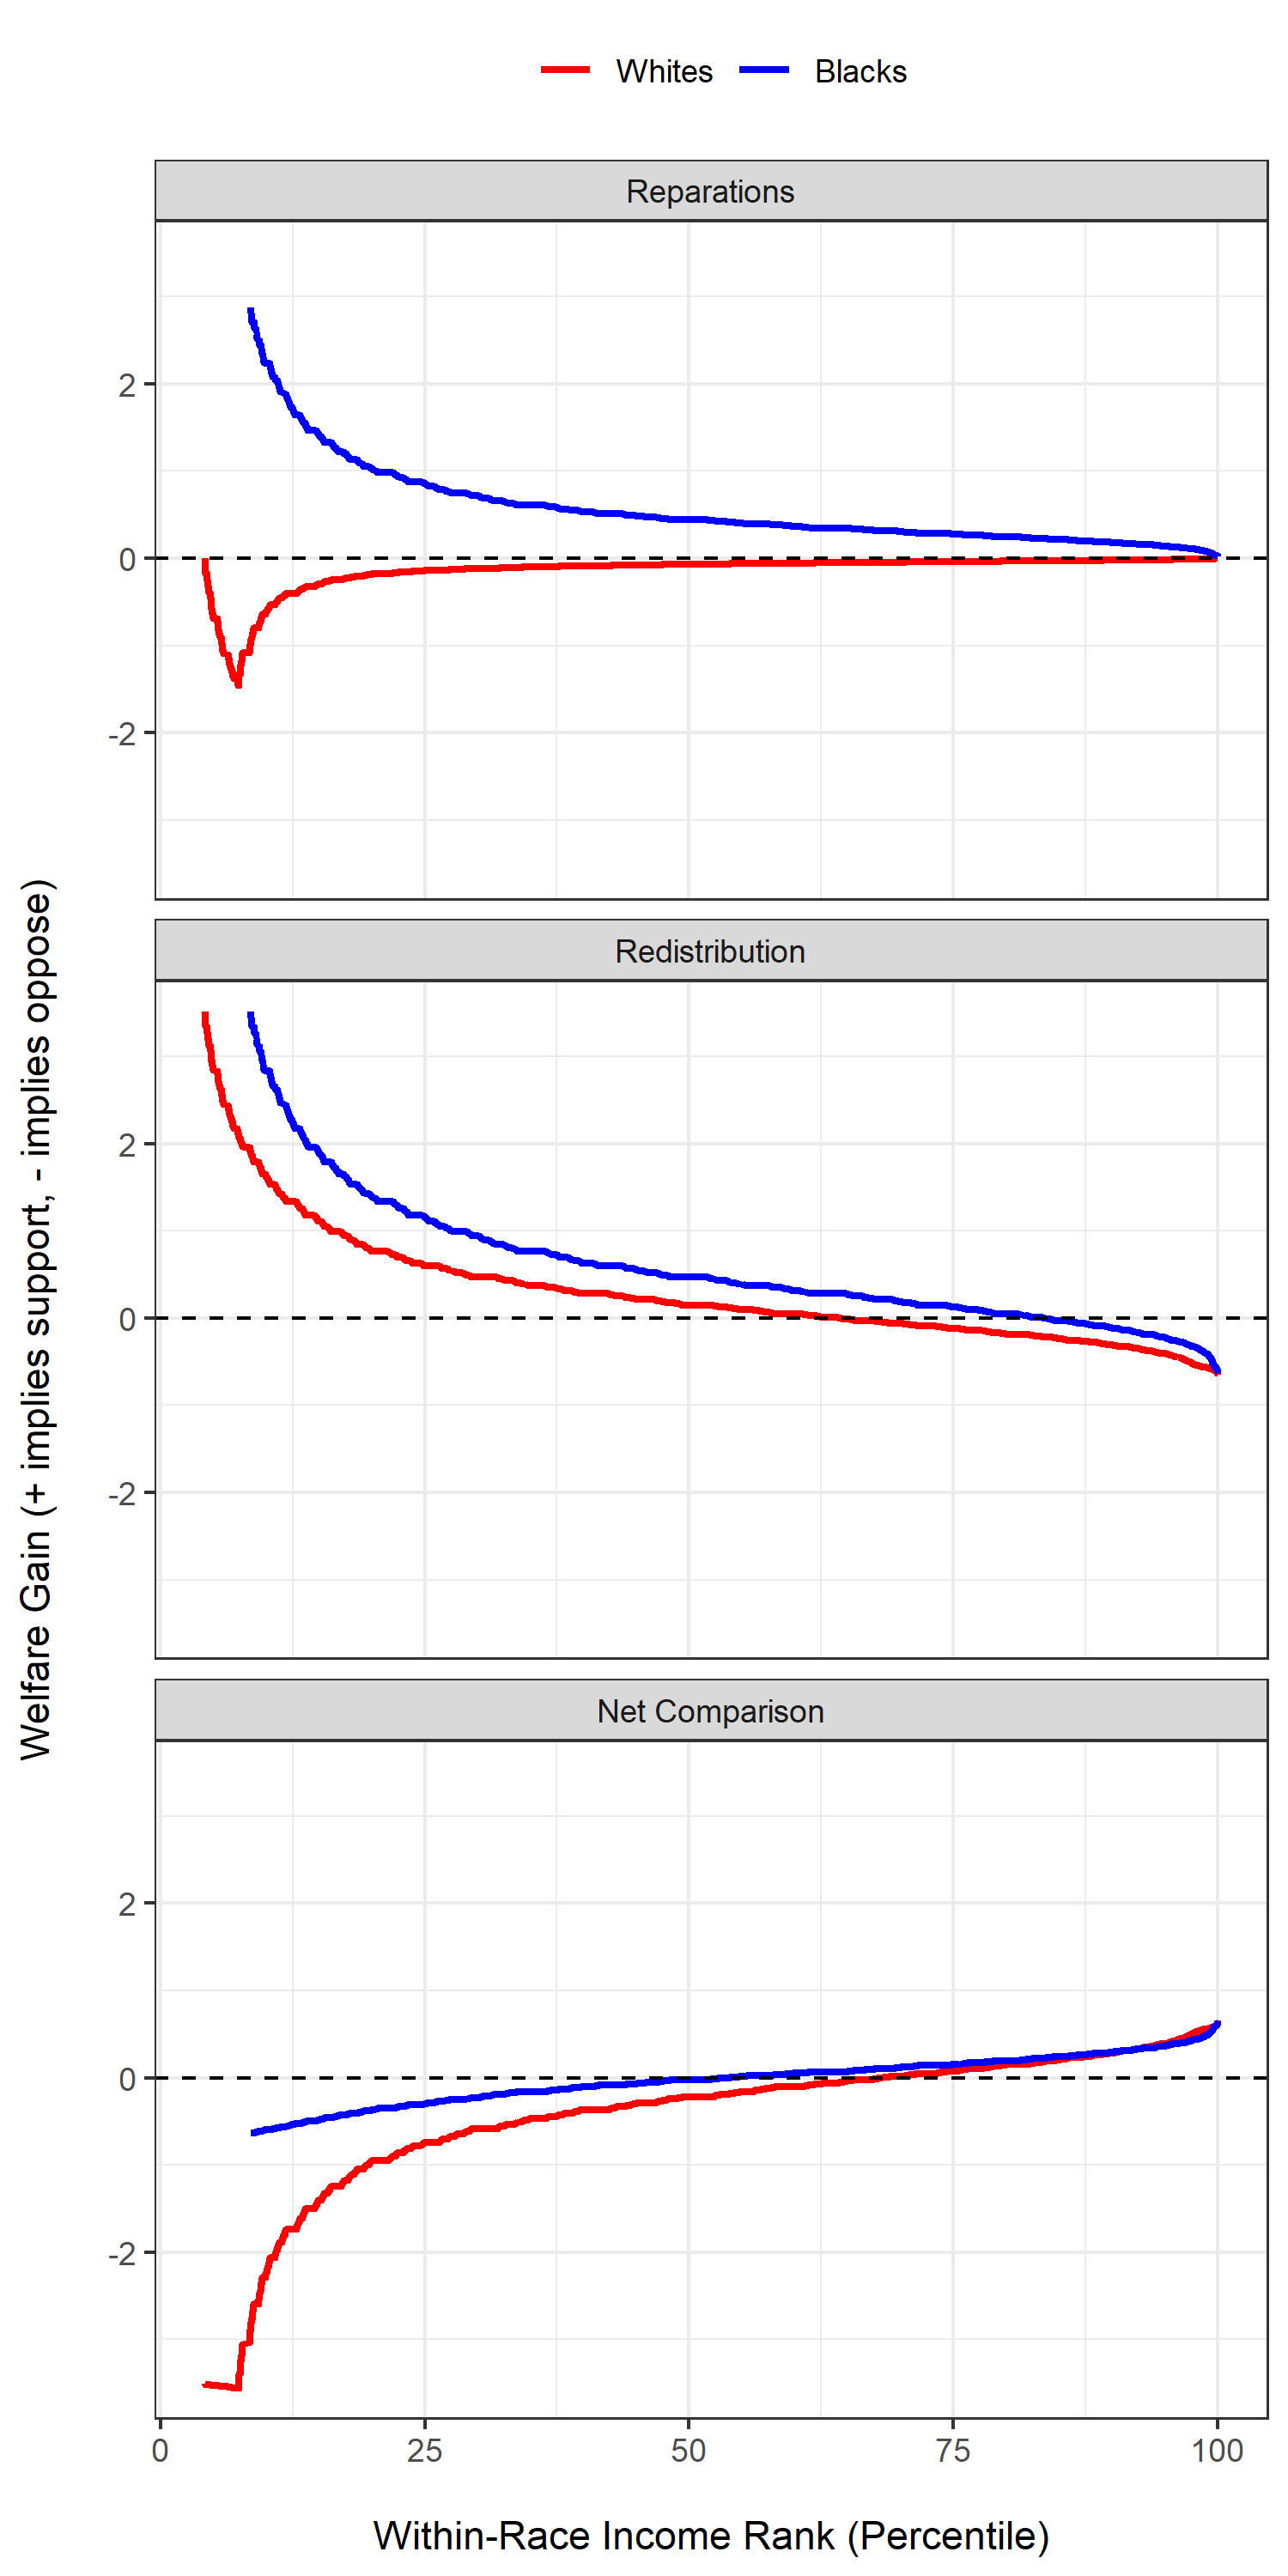 Whites Blacks
Reparations
2
0
-2
Redistribution
2
0
-2
Net Comparison
2
0
-2
0 25 50 75 100
Within-Race Income Rank (Percentile)
Welfare Gain (+ implies support, - implies oppose)